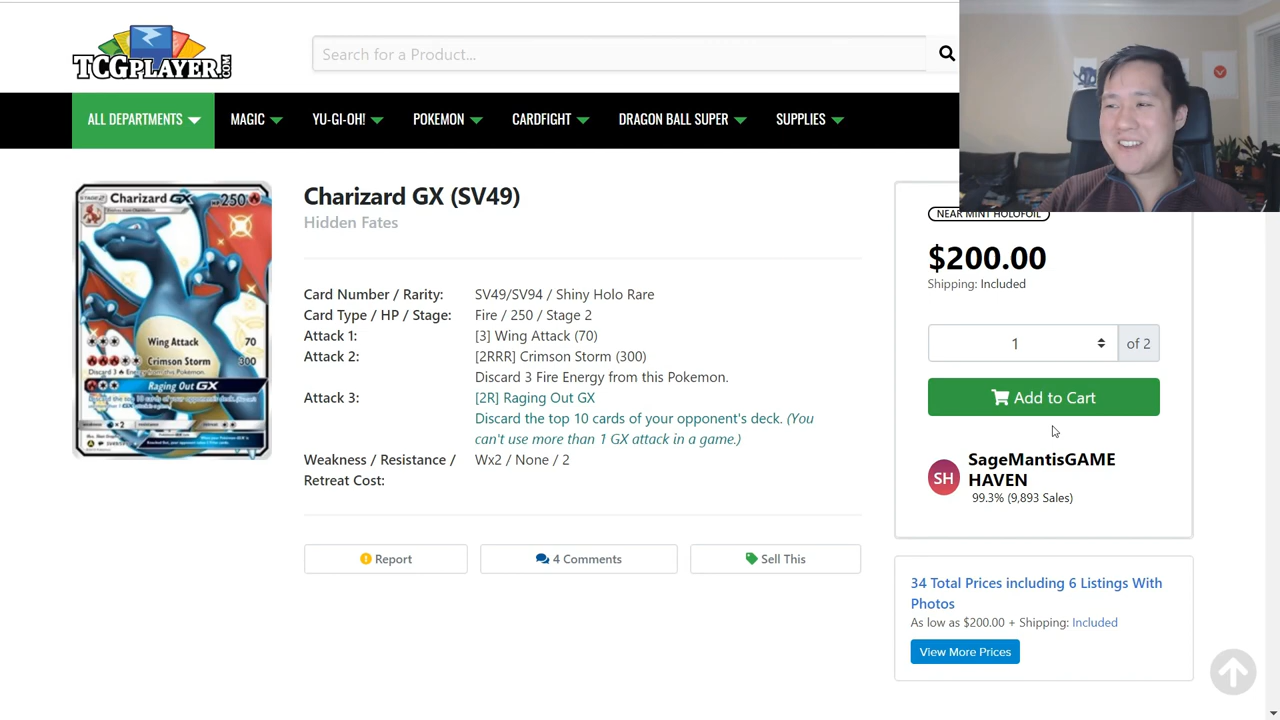 TCGPLAYER.COM
Search for a Product...
ALL DEPARTMENTS
MAGIC
YU-GI-OH!
POKEMON
CARDFIGHT
DRAGON BALL SUPER
SUPPLIES
Charizard GX
250
Wing Attack 70
Crimson Storm 300
Discard 3 Energy from this Pokemon.
Raging Out GX
Charizard GX (SV49)
Hidden Fates
Card Number / Rarity: SV49/SV94 / Shiny Holo Rare
Card Type / HP / Stage: Fire / 250 / Stage 2
Attack 1: [3] Wing Attack (70)
Attack 2: [2RRR] Crimson Storm (300)
Discard 3 Fire Energy from this Pokemon.
Attack 3: [2R] Raging Out GX
Discard the top 10 cards of your opponent's deck. (You
can't use more than 1 GX attack in a game.)
Weakness / Resistance / Wx2 / None / 2
Retreat Cost:
Report
4 Comments
Sell This
NEAR MINT HOLOFOIL
$200.00
Shipping: Included
1 of 2
Add to Cart
SH
SageMantisGAME
HAVEN
99.3% (9,893 Sales)
34 Total Prices including 6 Listings With
Photos
As low as $200.00 + Shipping: Included
View More Prices